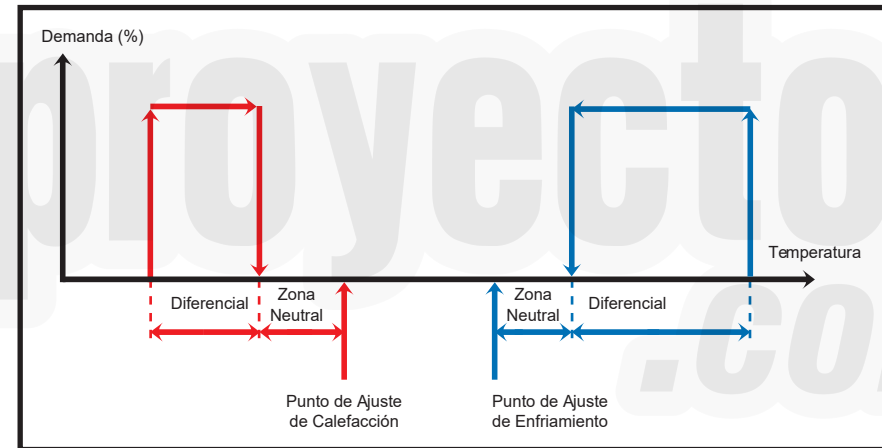 Demanda (%)
Temperatura
Diferencial
Zona
Neutral
Zona
Neutral
Diferencial
Punto de Ajuste
de Calefacción
Punto de Ajuste
de Enfriamiento
proyecto
.co